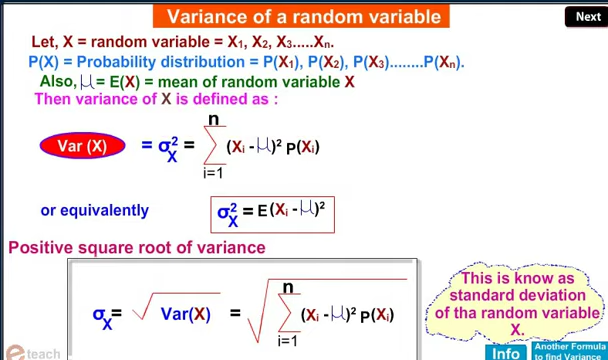 Variance of a random variable
Next
Let, X = random variable = X₁, X₂, X₃.....Xₙ.
P(X) = Probability distribution = P(X₁), P(X₂), P(X₃)........P(Xₙ).
Also, μ = E(X) = mean of random variable X
Then variance of X is defined as :
Var (X) = σ²X = n∑i=1 (Xᵢ - μ)² P(Xᵢ)
or equivalently σ²X = E (Xᵢ - μ)²
Positive square root of variance
σX = √Var(X) = √n∑i=1 (Xᵢ - μ)² P(Xᵢ)
This is know as
standard deviation
of tha random variable
X.
eteach
Info
Another Formula
to find Variance